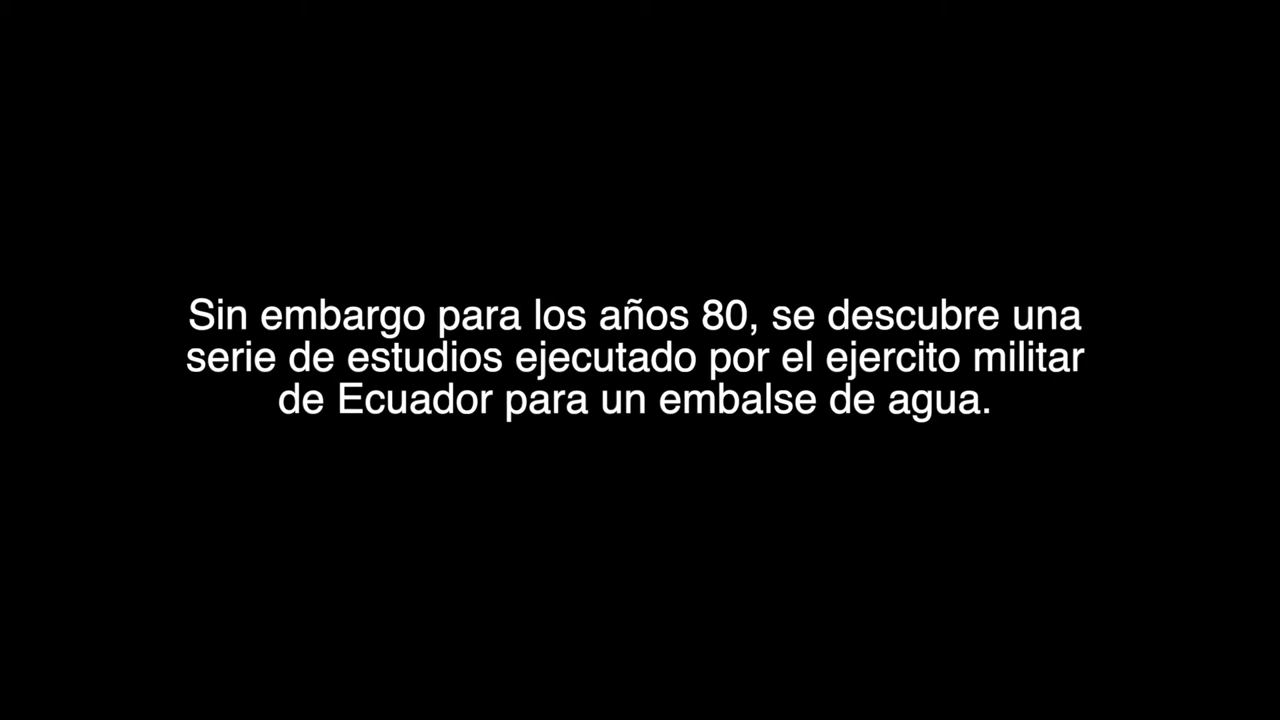 Sin embargo para los años 80, se descubre una
serie de estudios ejecutado por el ejercito militar
de Ecuador para un embalse de agua.